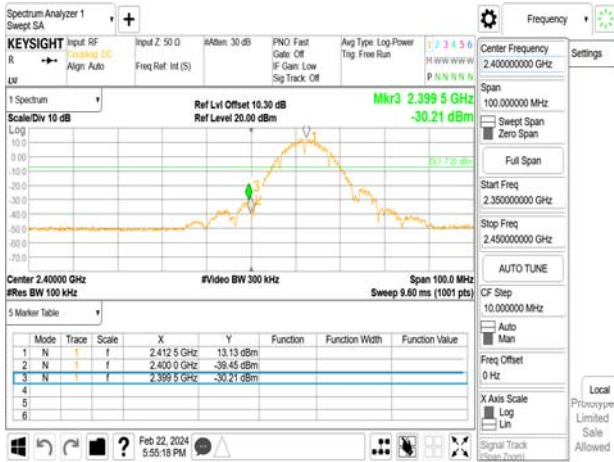 Spectrum Analyzer 1
Swept SA
Frequency
KEYSIGHT
R
LXI
Input: RF
Coupling: DC
Align: Auto
Input Z: 50 Ω
Freq Ref: Int (S)
#Atten: 30 dB
PNO: Fast
Gate: Off
IF Gain: Low
Sig Track: Off
Avg Type: Log-Power
Trig: Free Run
1 2 3 4 5 6
M W W W W W
P N N N N N
1 Spectrum
Scale/Div 10 dB
Log
Ref Lvl Offset 10.30 dB
Ref Level 20.00 dBm
Mkr3 2.399 5 GHz
-30.21 dBm
10.0
0.00
-10.0
-20.0
-30.0
-40.0
-50.0
-60.0
-70.0
1
2
3
Center 2.40000 GHz
#Res BW 100 kHz
#Video BW 300 kHz
Span 100.0 MHz
Sweep 9.60 ms (1001 pts)
5 Marker Table
Mode Trace Scale X Y Function Function Width Function Value
1 N 1 f 2.412 5 GHz 13.13 dBm
2 N 1 f 2.400 0 GHz -39.45 dBm
3 N 1 f 2.399 5 GHz -30.21 dBm
4
5
6
?
Feb 22, 2024
5:55:18 PM
Center Frequency
2.400000000 GHz
Settings
Span
100.000000 MHz
Swept Span
Zero Span
Full Span
Start Freq
2.350000000 GHz
Stop Freq
2.450000000 GHz
AUTO TUNE
CF Step
10.000000 MHz
Auto
Man
Freq Offset
0 Hz
X Axis Scale
Log
Lin
Signal Track
(Span Zoom)
Local
Prototype
Limited
Sale
Allowed